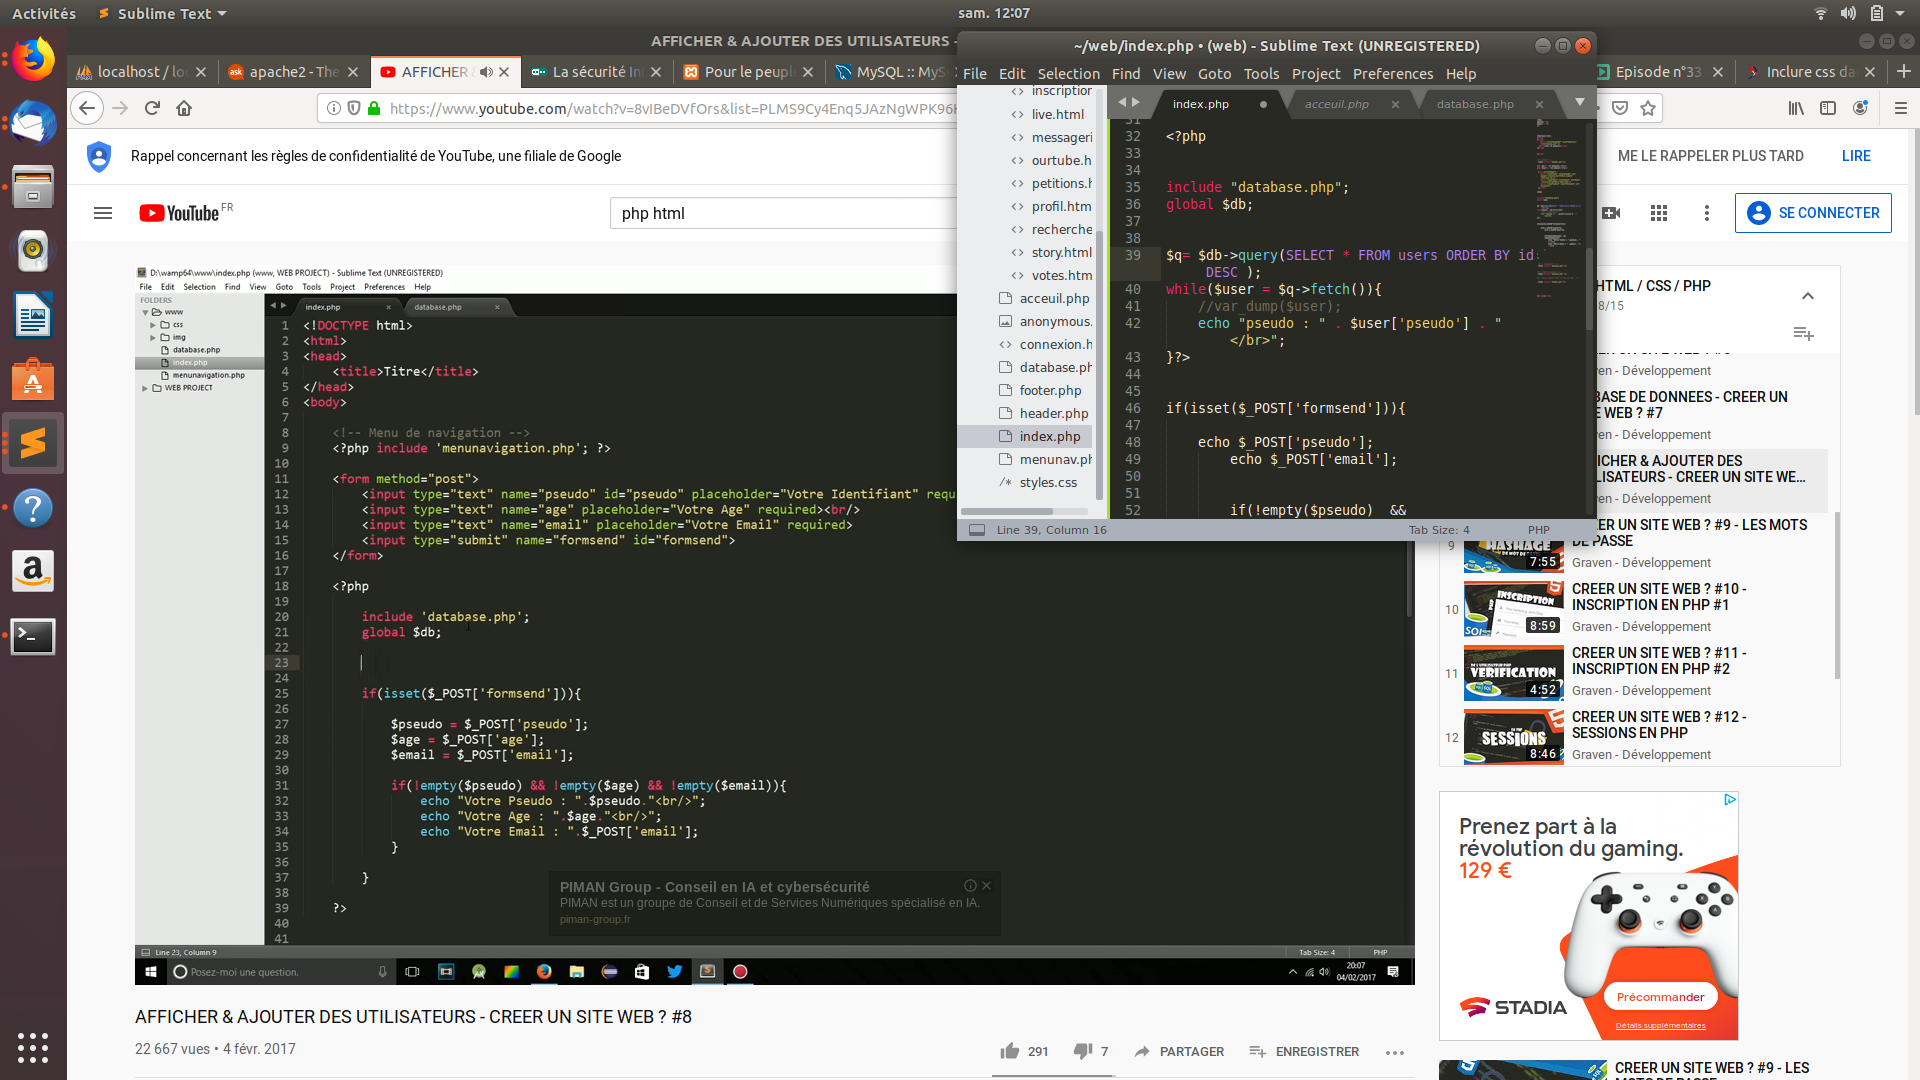 Activités
Sublime Text
sam. 12:07
AFFICHER & AJOUTER DES UTILISATEURS -
localhost / lo
apache2 - The
AFFICHER
La sécurité In
Pour le peupl
MySQL :: MyS
Episode n°33
Inclure css da
https://www.youtube.com/watch?v=8vIBeDVfOrs&list=PLMS9Cy4Enq5JAzNgWPK96H
Rappel concernant les règles de confidentialité de YouTube, une filiale de Google
ME LE RAPPELER PLUS TARD
LIRE
YouTube FR
php html
SE CONNECTER
~/web/index.php • (web) - Sublime Text (UNREGISTERED)
File Edit Selection Find View Goto Tools Project Preferences Help
inscription
live.html
messageri
ourtube.h
petitions.h
profil.htm
recherche
story.html
votes.htm
acceuil.php
anonymous.
connexion.h
database.ph
footer.php
header.php
index.php
menunav.ph
styles.css
index.php
acceuil.php
database.php
31
32 <?php
33
34
35 include "database.php";
36 global $db;
37
38
39 $q= $db->query(SELECT * FROM users ORDER BY id
DESC );
40 while($user = $q->fetch()){
41 //var_dump($user);
42 echo "pseudo : " . $user['pseudo'] . "
</br>";
43 }?>
44
45
46 if(isset($_POST['formsend'])){
47
48 echo $_POST['pseudo'];
49 echo $_POST['email'];
50
51
52 if(!empty($pseudo) &&
Line 39, Column 16
Tab Size: 4
PHP
D:\wamp64\www\index.php (www, WEB PROJECT) - Sublime Text (UNREGISTERED)
File Edit Selection Find View Goto Tools Project Preferences Help
FOLDERS
www
css
img
database.php
index.php
menunavigation.php
WEB PROJECT
index.php
database.php
1 <!DOCTYPE html>
2 <html>
3 <head>
4 <title>Titre</title>
5 </head>
6 <body>
7
8 <!-- Menu de navigation -->
9 <?php include 'menunavigation.php'; ?>
10
11 <form method="post">
12 <input type="text" name="pseudo" id="pseudo" placeholder="Votre Identifiant" requ
13 <input type="text" name="age" placeholder="Votre Age" required><br/>
14 <input type="text" name="email" placeholder="Votre Email" required>
15 <input type="submit" name="formsend" id="formsend">
16 </form>
17
18 <?php
19
20 include 'database.php';
21 global $db;
22
23
24
25 if(isset($_POST['formsend'])){
26
27 $pseudo = $_POST['pseudo'];
28 $age = $_POST['age'];
29 $email = $_POST['email'];
30
31 if(!empty($pseudo) && !empty($age) && !empty($email)){
32 echo "Votre Pseudo : ".$pseudo."<br/>";
33 echo "Votre Age : ".$age."<br/>";
34 echo "Votre Email : ".$_POST['email'];
35 }
36
37 }
38
39 ?>
40
41
PIMAN Group - Conseil en IA et cybersécurité
PIMAN est un groupe de Conseil et de Services Numériques spécialisé en IA.
piman-group.fr
Line 23, Column 9
Tab Size: 4
PHP
Posez-moi une question.
20:07
04/02/2017
AFFICHER & AJOUTER DES UTILISATEURS - CREER UN SITE WEB ? #8
22 667 vues • 4 févr. 2017
291
7
PARTAGER
ENREGISTRER
HTML / CSS / PHP
8/15
en - Développement
BASE DE DONNEES - CREER UN
E WEB ? #7
en - Développement
ICHER & AJOUTER DES
LISATEURS - CREER UN SITE WE...
en - Développement
9
HASHAGE
7:55
ER UN SITE WEB ? #9 - LES MOTS
DE PASSE
Graven - Développement
10
INSCRIPTION
8:59
CREER UN SITE WEB ? #10 -
INSCRIPTION EN PHP #1
Graven - Développement
11
VERIFICATION
4:52
CREER UN SITE WEB ? #11 -
INSCRIPTION EN PHP #2
Graven - Développement
12
SESSIONS
8:46
CREER UN SITE WEB ? #12 -
SESSIONS EN PHP
Graven - Développement
Prenez part à la
révolution du gaming.
129 €
STADIA
Précommander
Détails supplémentaires
CREER UN SITE WEB ? #9 - LES
MOTS DE PASSE